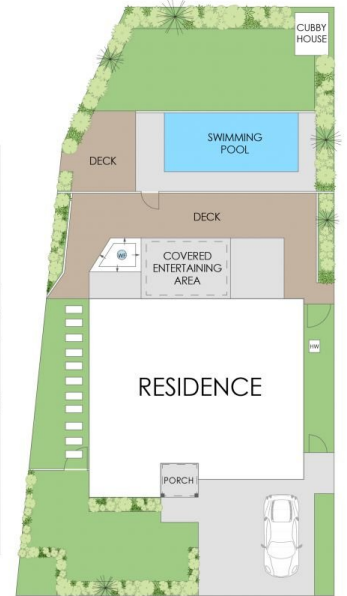 CUBBY
HOUSE
SWIMMING
POOL
DECK
DECK
COVERED
ENTERTAINING
AREA
HW
RESIDENCE
PORCH